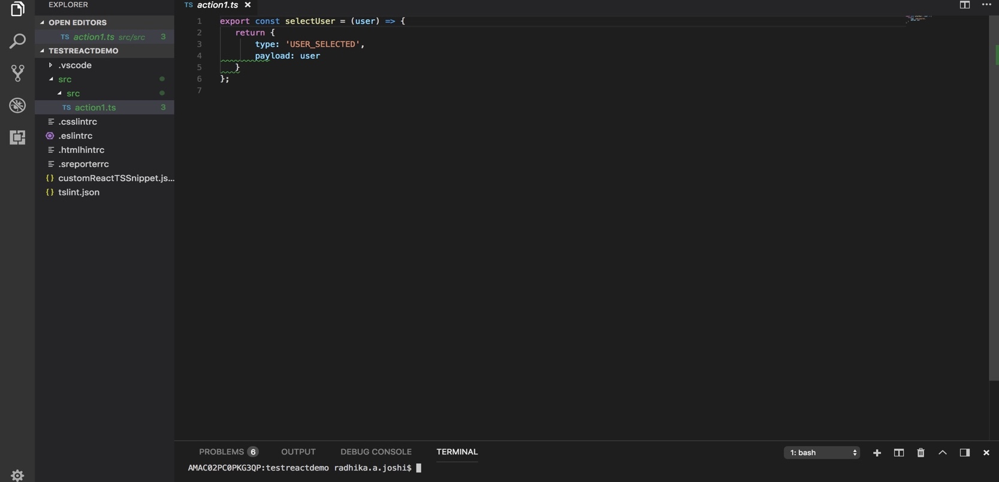 EXPLORER
OPEN EDITORS
TS action1.ts src/src 3
TESTREACTDEMO
.vscode
src
src
TS action1.ts 3
.csslintrc
.eslintrc
.htmlhintrc
.sreporterrc
{} customReactTSSnippet.js...
{} tslint.json
TS action1.ts ×
1 export const selectUser = (user) => {
2 return {
3 type: 'USER_SELECTED',
4 payload: user
5 }
6 };
7
PROBLEMS 6 OUTPUT DEBUG CONSOLE TERMINAL 1: bash
AMAC02PC0PKG3QP:testreactdemo radhika.a.joshi$